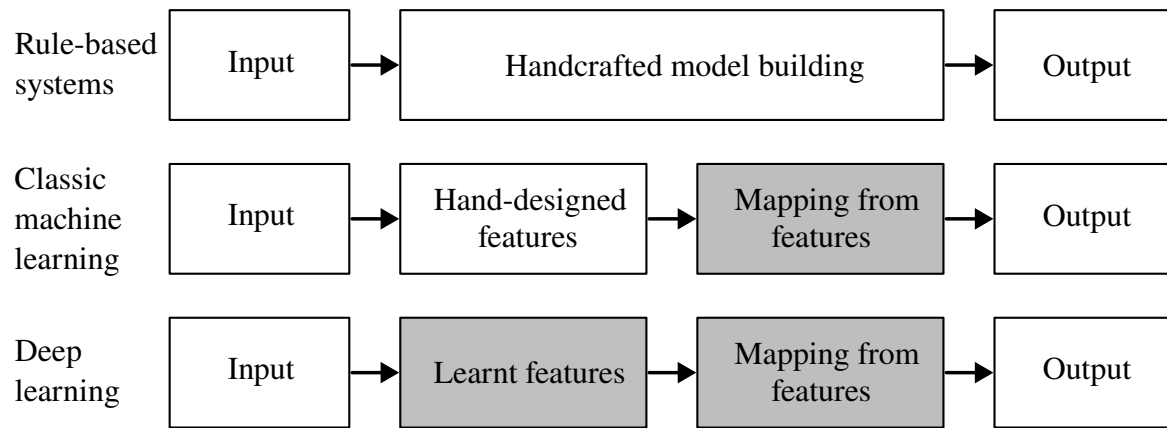 Rule-based
systems
Input
Handcrafted model building
Output
Classic
machine
learning
Input
Hand-designed
features
Mapping from
features
Output
Deep
learning
Input
Learnt features
Mapping from
features
Output